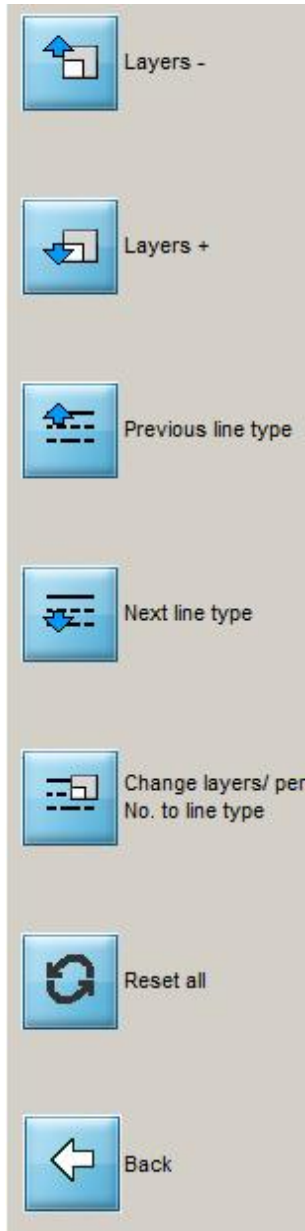 Layers -
Layers +
Previous line type
Next line type
Change layers/ per
No. to line type
Reset all
Back